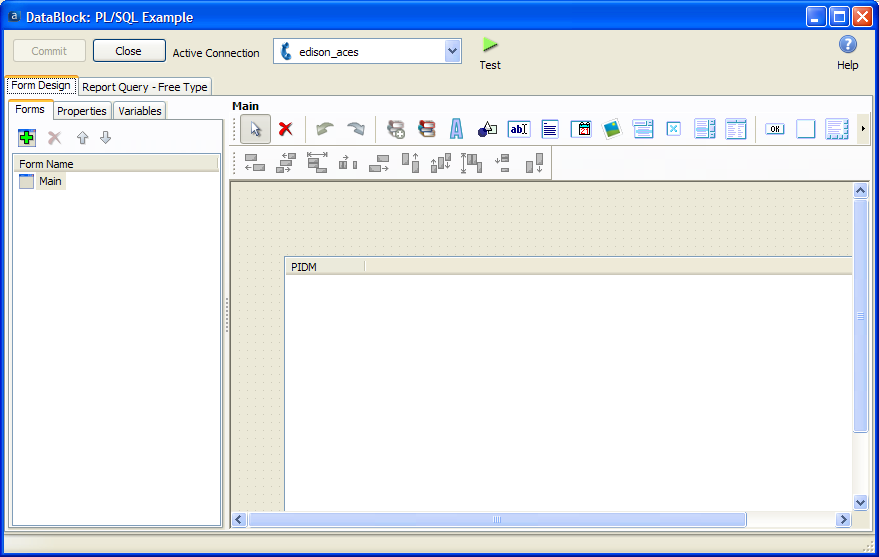 DataBlock: PL/SQL Example
Commit
Close
Active Connection
edison_aces
Test
Help
Form Design
Report Query - Free Type
Forms
Properties
Variables
Main
ab
OK
Form Name
Main
PIDM